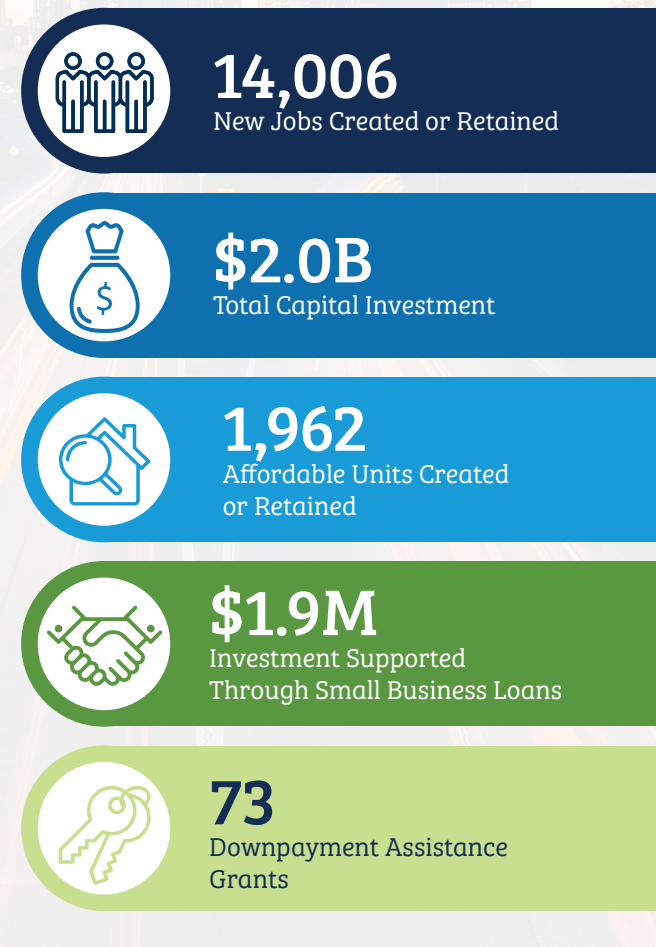 14,006
New Jobs Created or Retained
$
$2.0B
Total Capital Investment
1,962
Affordable Units Created
or Retained
$1.9M
Investment Supported
Through Small Business Loans
73
Downpayment Assistance
Grants